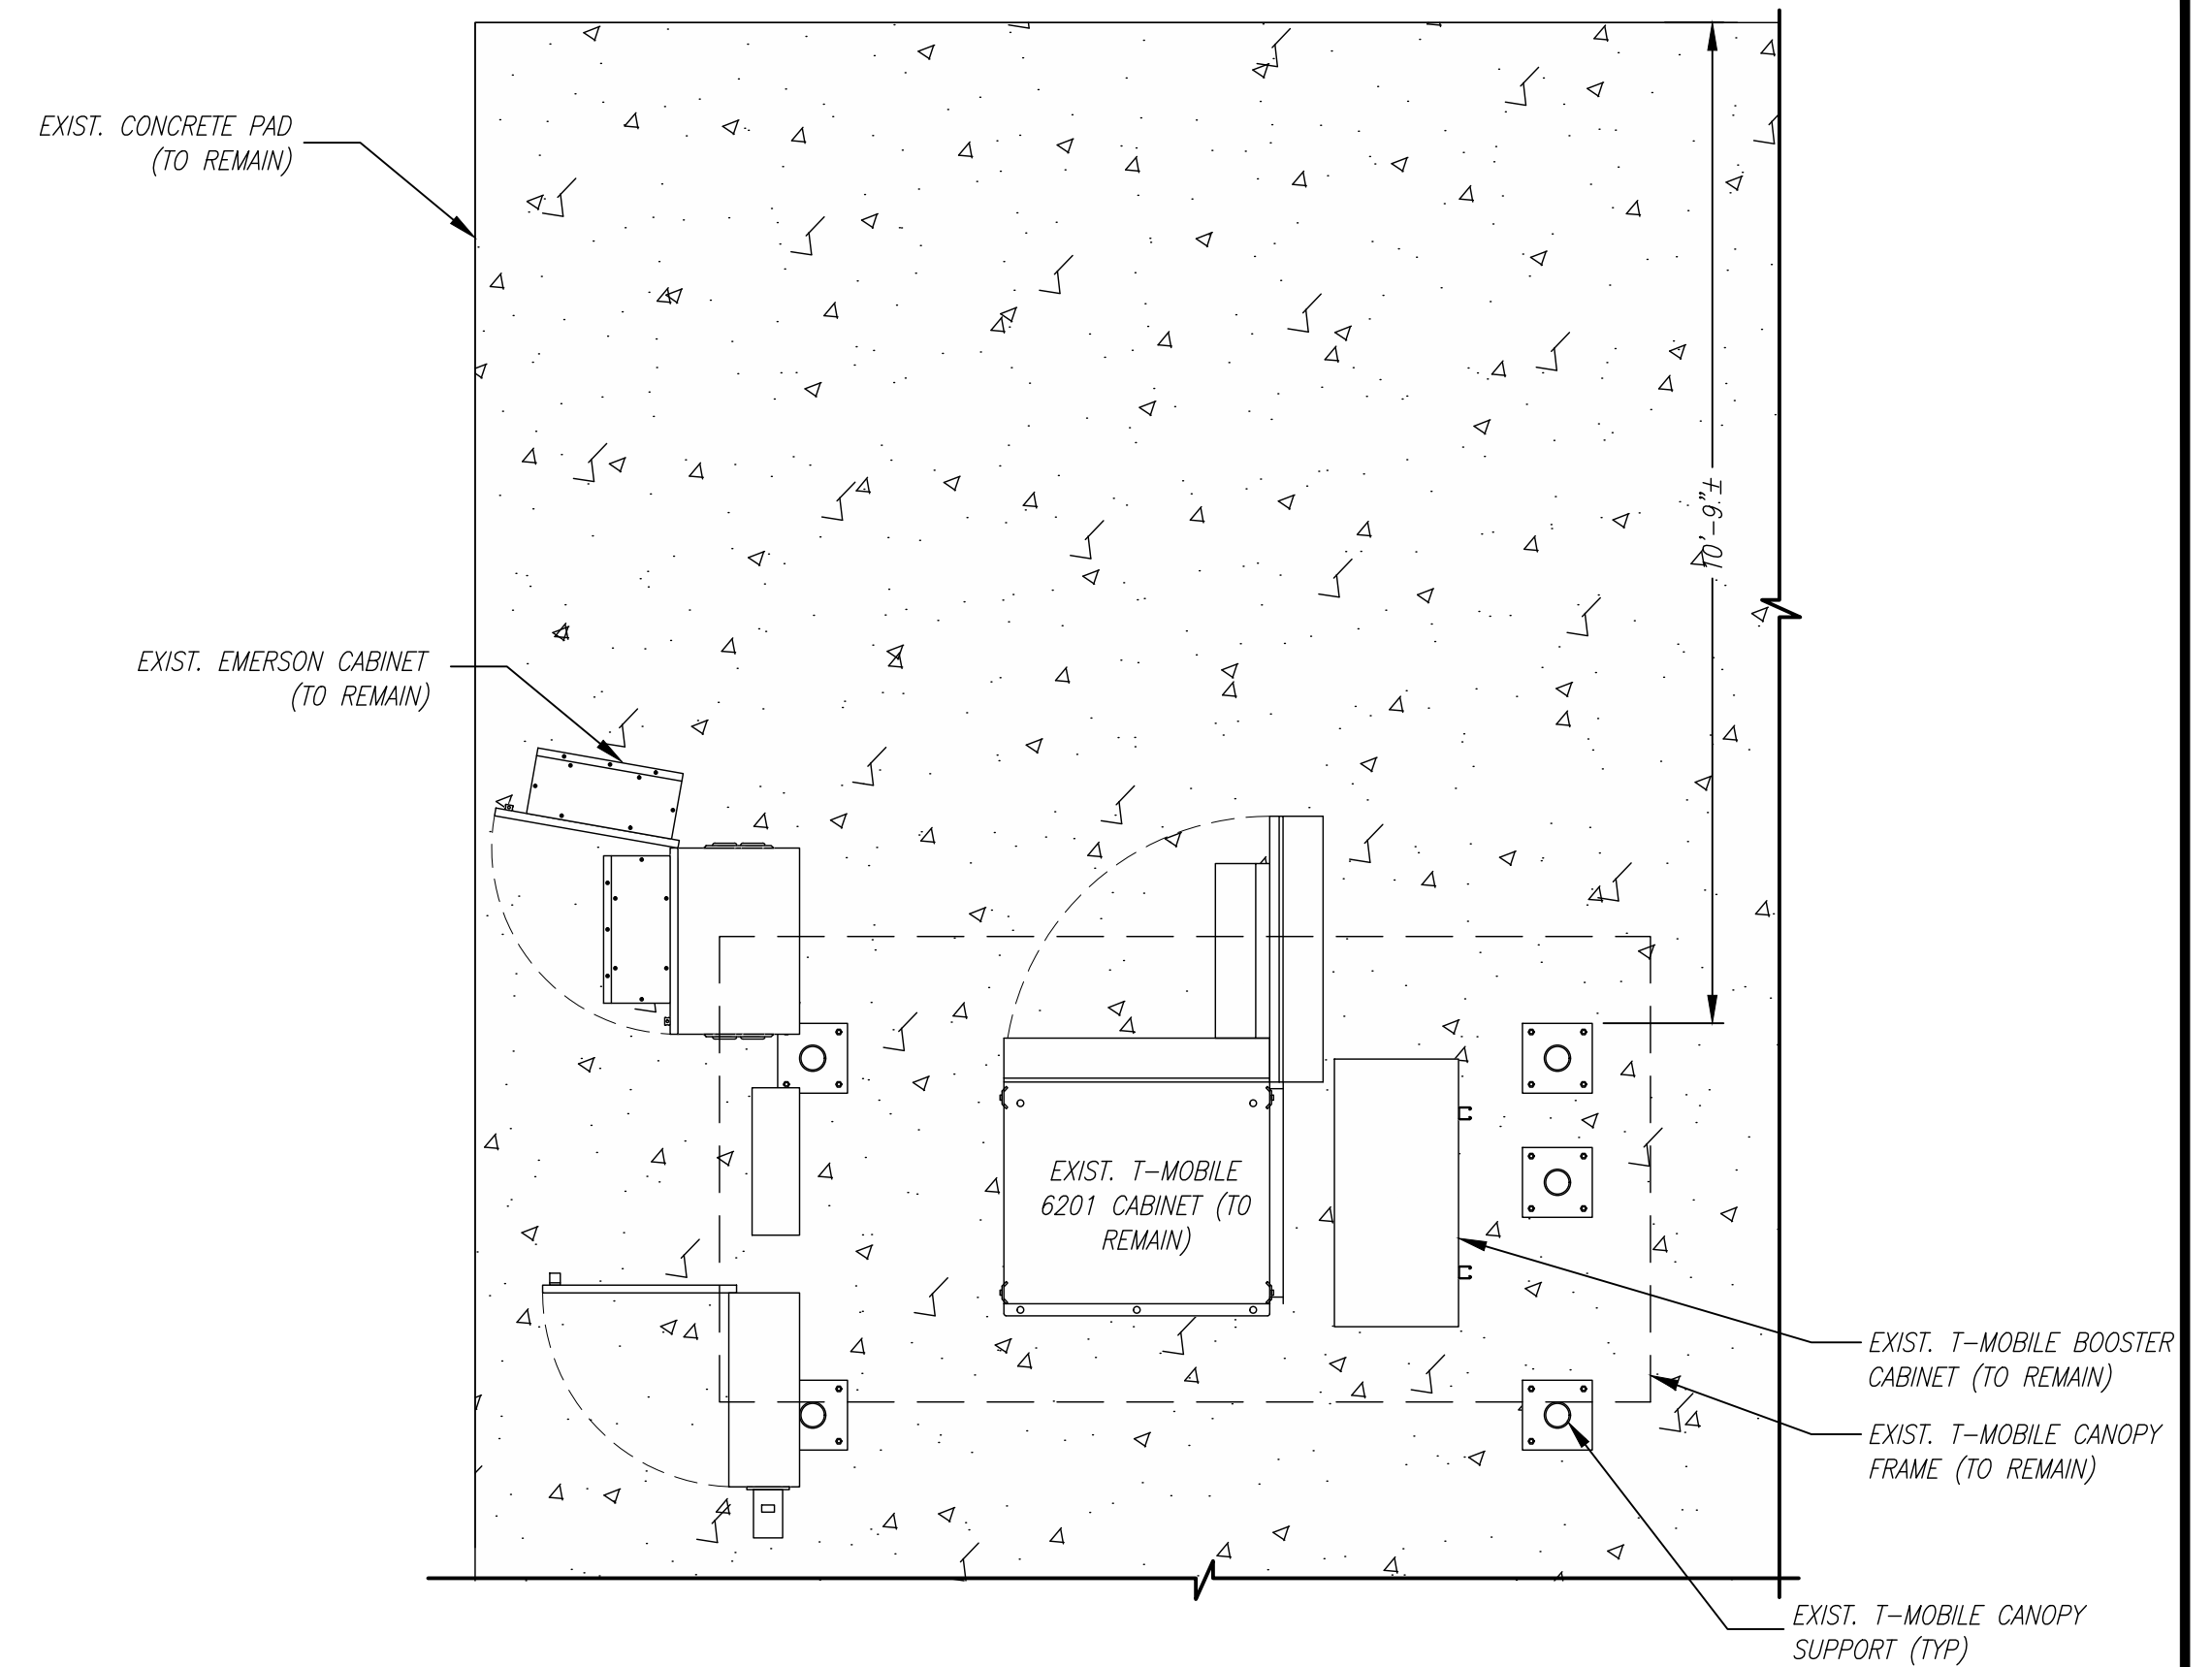 EXIST. CONCRETE PAD
(TO REMAIN)
10'-9"±
EXIST. EMERSON CABINET
(TO REMAIN)
EXIST. T-MOBILE
6201 CABINET (TO
REMAIN)
EXIST. T-MOBILE BOOSTER
CABINET (TO REMAIN)
EXIST. T-MOBILE CANOPY
FRAME (TO REMAIN)
EXIST. T-MOBILE CANOPY
SUPPORT (TYP)